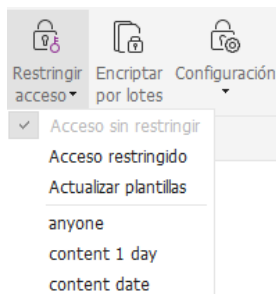 Restringir Encriptar Configuración
acceso por lotes
Acceso sin restringir
Acceso restringido
Actualizar plantillas
anyone
content 1 day
content date